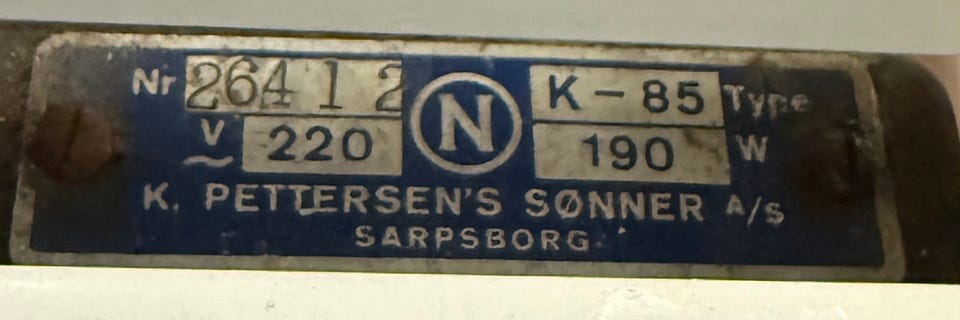 Nr 26412 N K-85 Type
V ~ 220 190 W
K. PETTERSEN'S SØNNER A/S
SARPSBORG